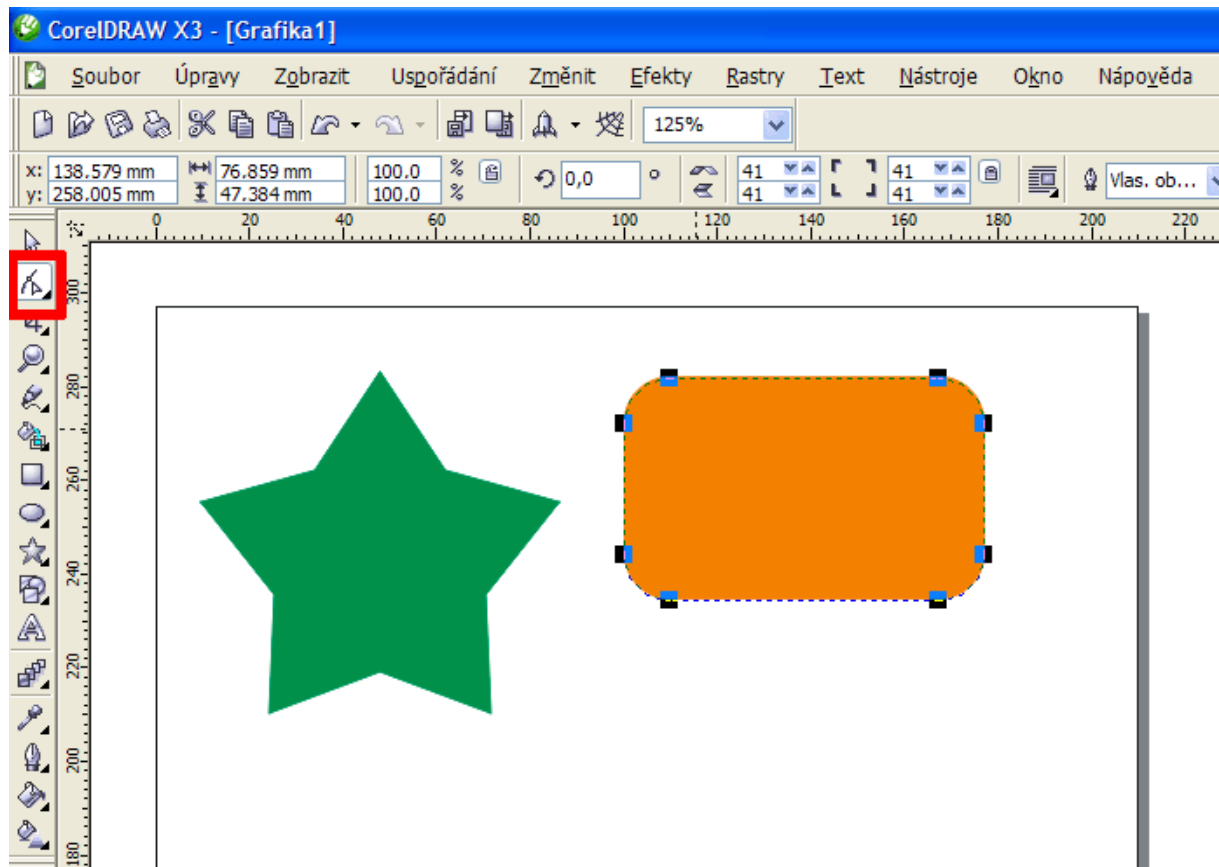 CorelDRAW X3 - [Grafika1]
Soubor Úpravy Zobrazit Uspořádání Změnit Efekty Rastry Text Nástroje Okno Nápověda
125%
x: 138.579 mm 76.859 mm 100.0 % 0,0 ° 41 41 Vlas. ob...
y: 258.005 mm 47.384 mm 100.0 % 41 41
0 20 40 60 80 100 120 140 160 180 200 220
300
280
260
240
220
200
180